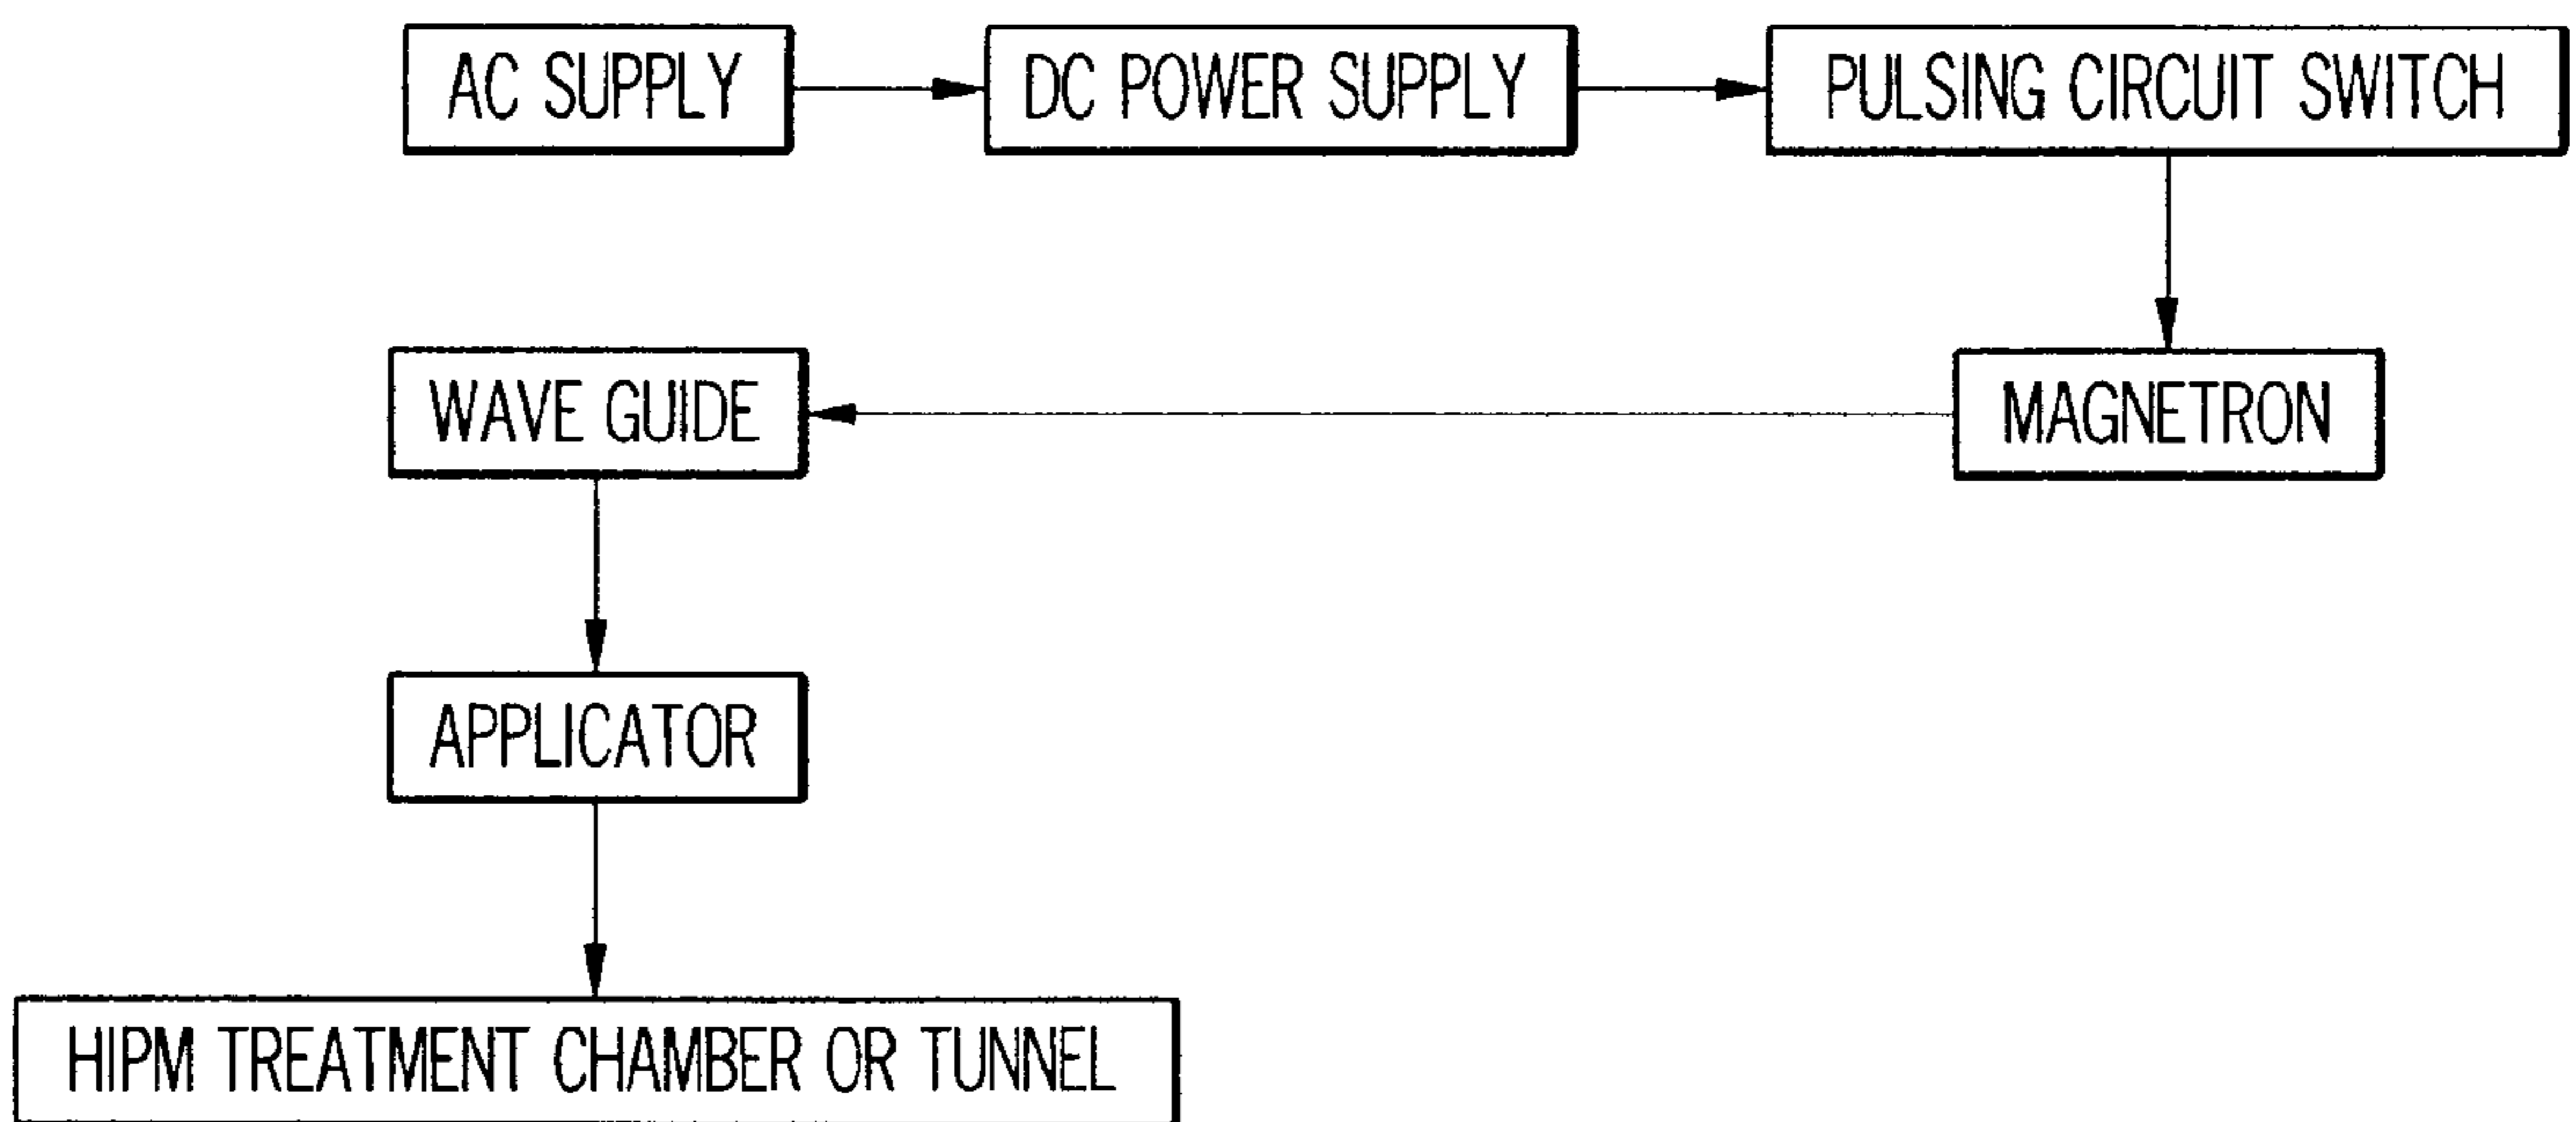 AC SUPPLY
DC POWER SUPPLY
PULSING CIRCUIT SWITCH
WAVE GUIDE
MAGNETRON
APPLICATOR
HIPM TREATMENT CHAMBER OR TUNNEL